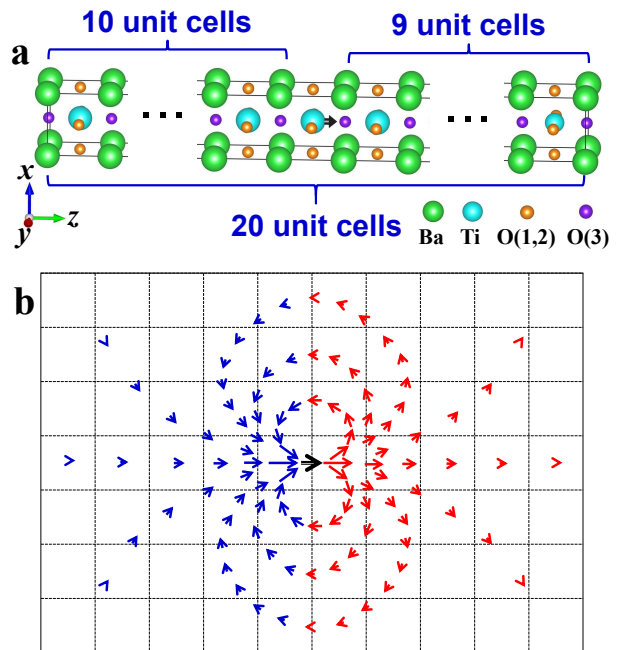 10 unit cells
9 unit cells
a
x
y
z
20 unit cells
Ba Ti O(1,2) O(3)
b